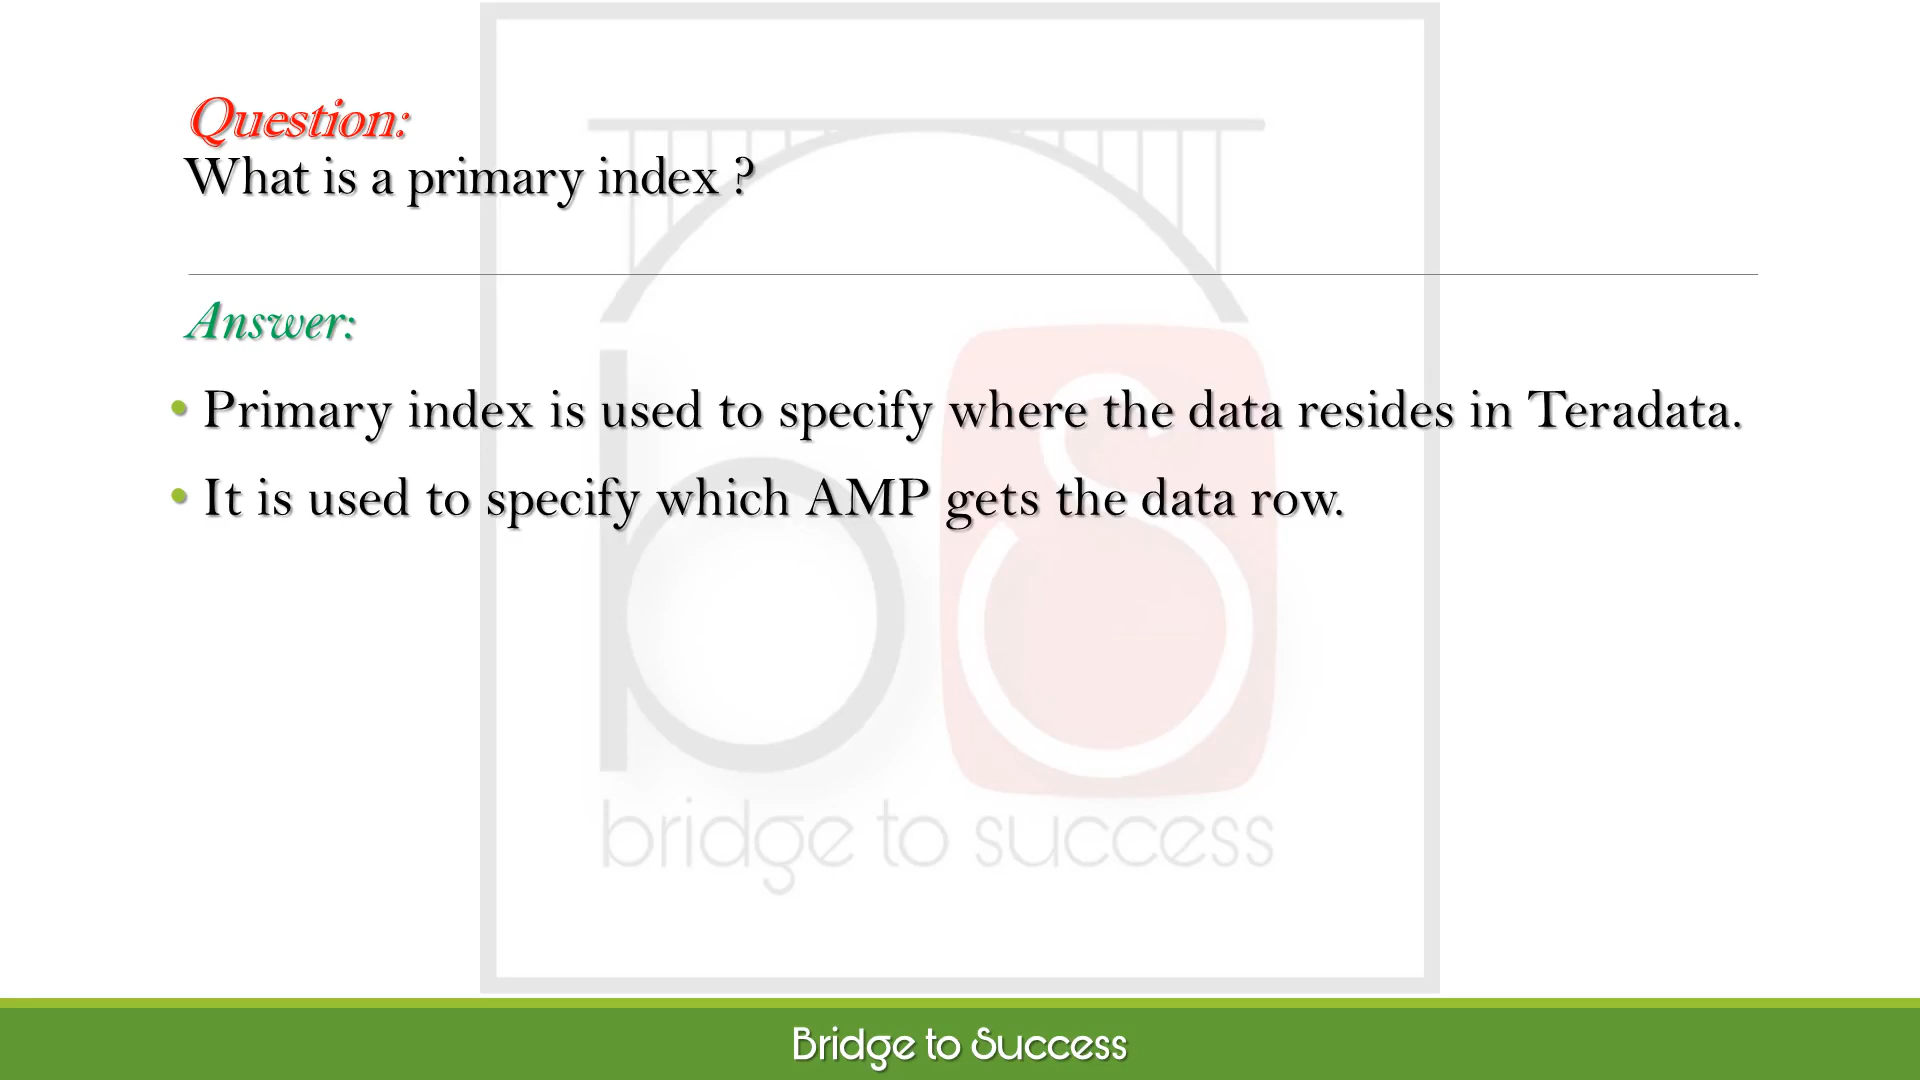 Question:
What is a primary index ?
Answer:
• Primary index is used to specify where the data resides in Teradata.
• It is used to specify which AMP gets the data row.
bS
bridge to success
Bridge to Success